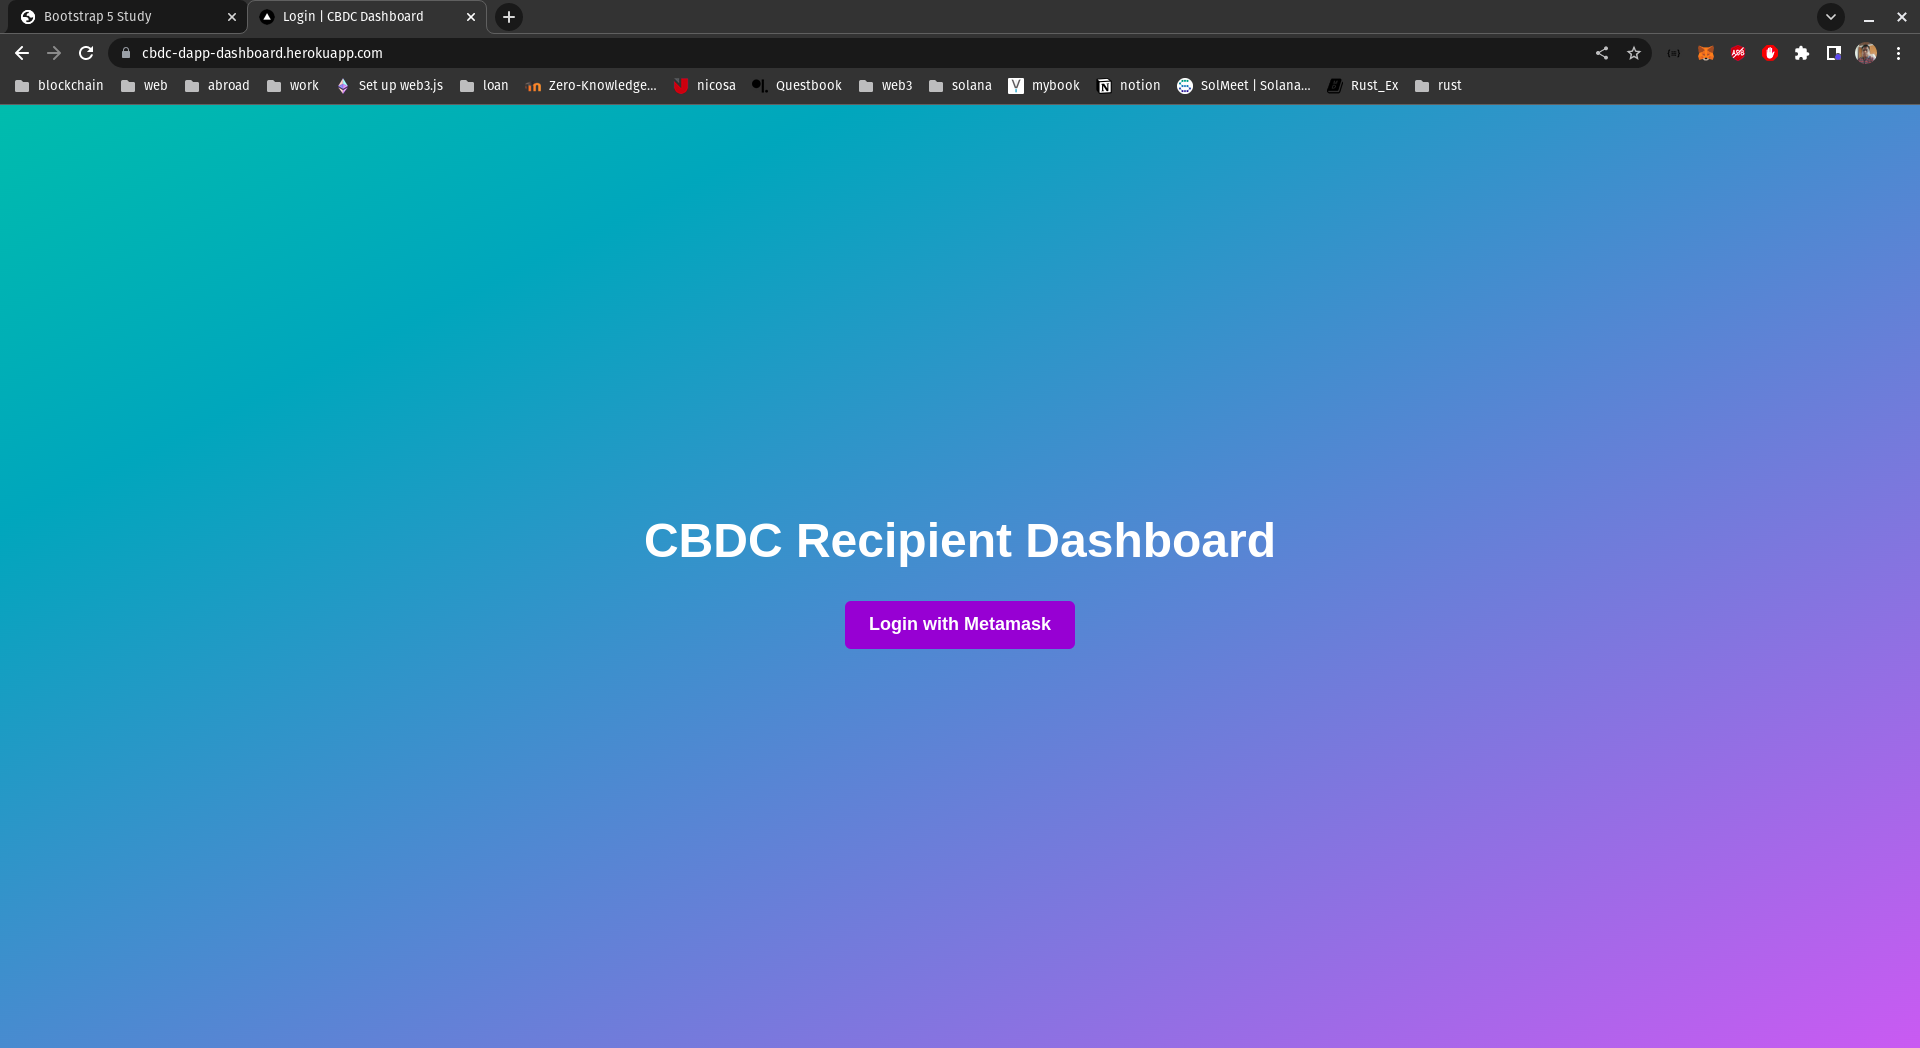 Bootstrap 5 Study
Login | CBDC Dashboard
cbdc-dapp-dashboard.herokuapp.com
blockchain web abroad work Set up web3.js loan Zero-Knowledge... nicosa Questbook web3 solana mybook notion SolMeet | Solana... Rust_Ex rust
CBDC Recipient Dashboard
Login with Metamask